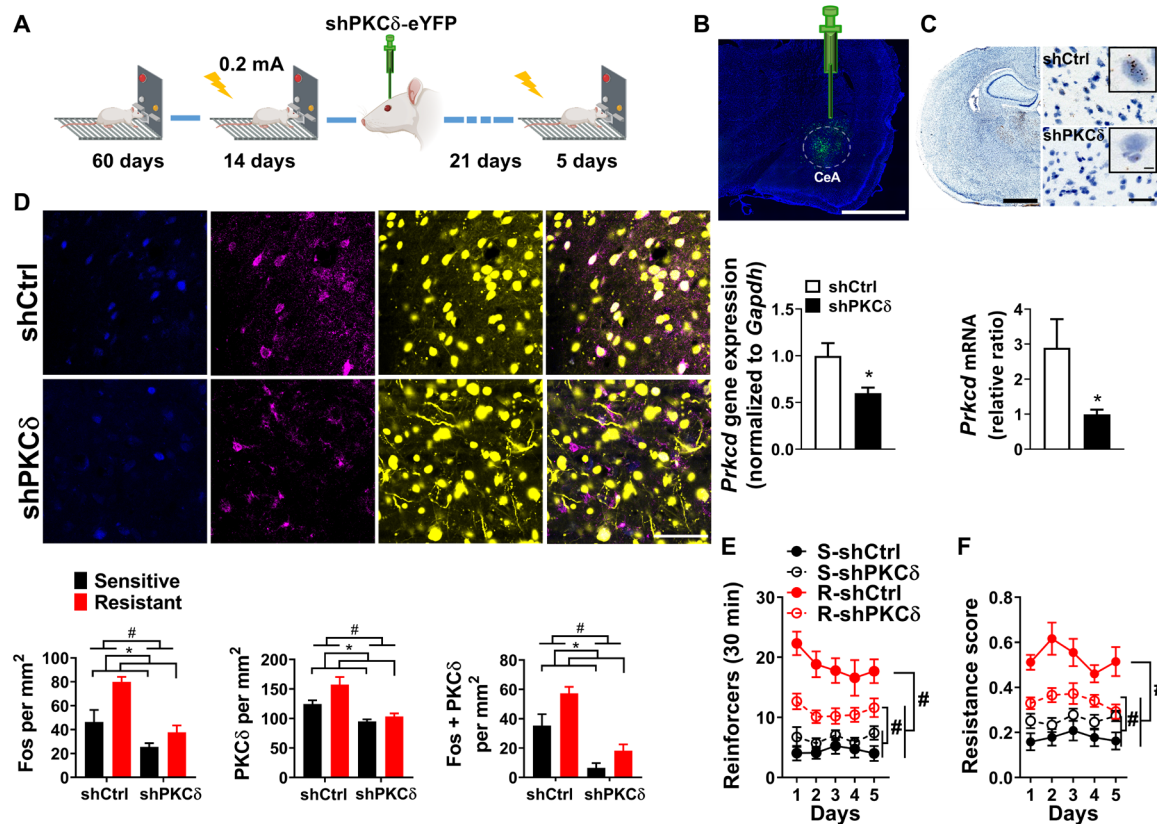 A
shPKCδ-eYFP
0.2 mA
60 days
14 days
21 days
5 days
B
CeA
C
shCtrl
shPKCδ
D
shCtrl
shPKCδ
Prkcd gene expression
(normalized to Gapdh)
1.5
1.0
0.5
0.0
shCtrl
shPKCδ
*
Prkcd mRNA
(relative ratio)
4
3
2
1
0
*
Sensitive
Resistant
Fos per mm²
100
80
60
40
20
0
#
*
shCtrl
shPKCδ
PKCδ per mm²
200
150
100
50
0
#
*
shCtrl
shPKCδ
Fos + PKCδ
per mm²
80
60
40
20
0
#
*
shCtrl
shPKCδ
E
S-shCtrl
S-shPKCδ
R-shCtrl
R-shPKCδ
Reinforcers (30 min)
30
20
10
0
#
#
1 2 3 4 5
Days
F
Resistance score
0.8
0.6
0.4
0.2
0.0
#
#
1 2 3 4 5
Days